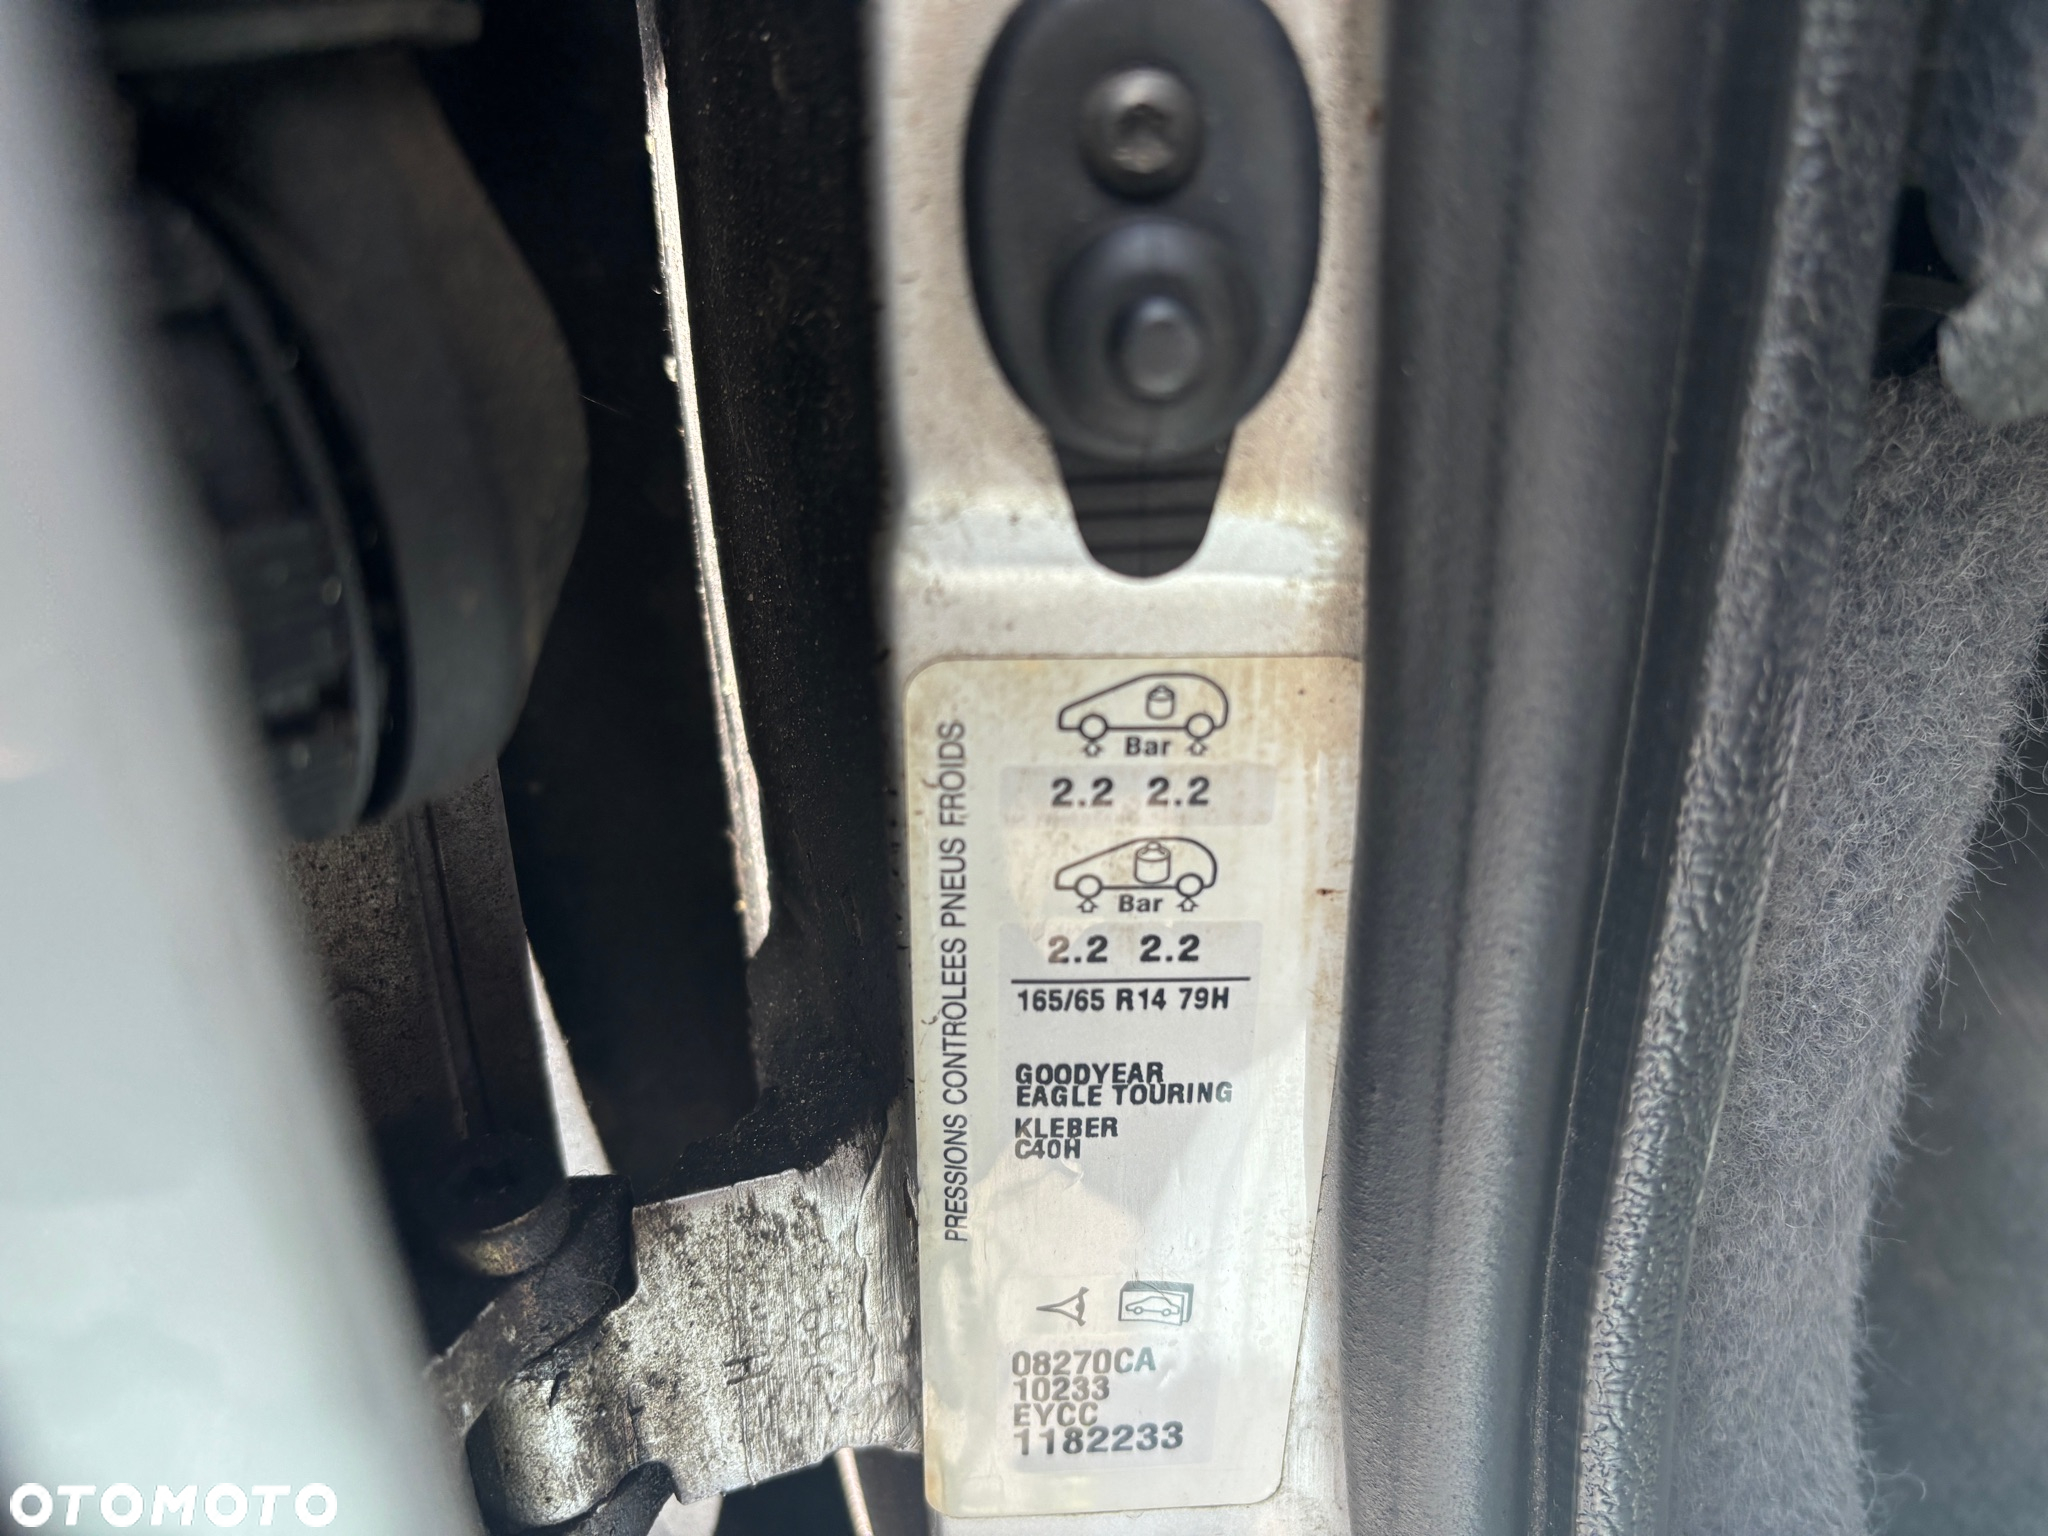 PRESSIONS CONTROLEES PNEUS FROIDS
Bar
2.2 2.2
Bar
2.2 2.2
165/65 R14 79H
GOODYEAR
EAGLE TOURING
KLEBER
C40H
08270CA
10233
EYCC
1182233
OTOMOTO